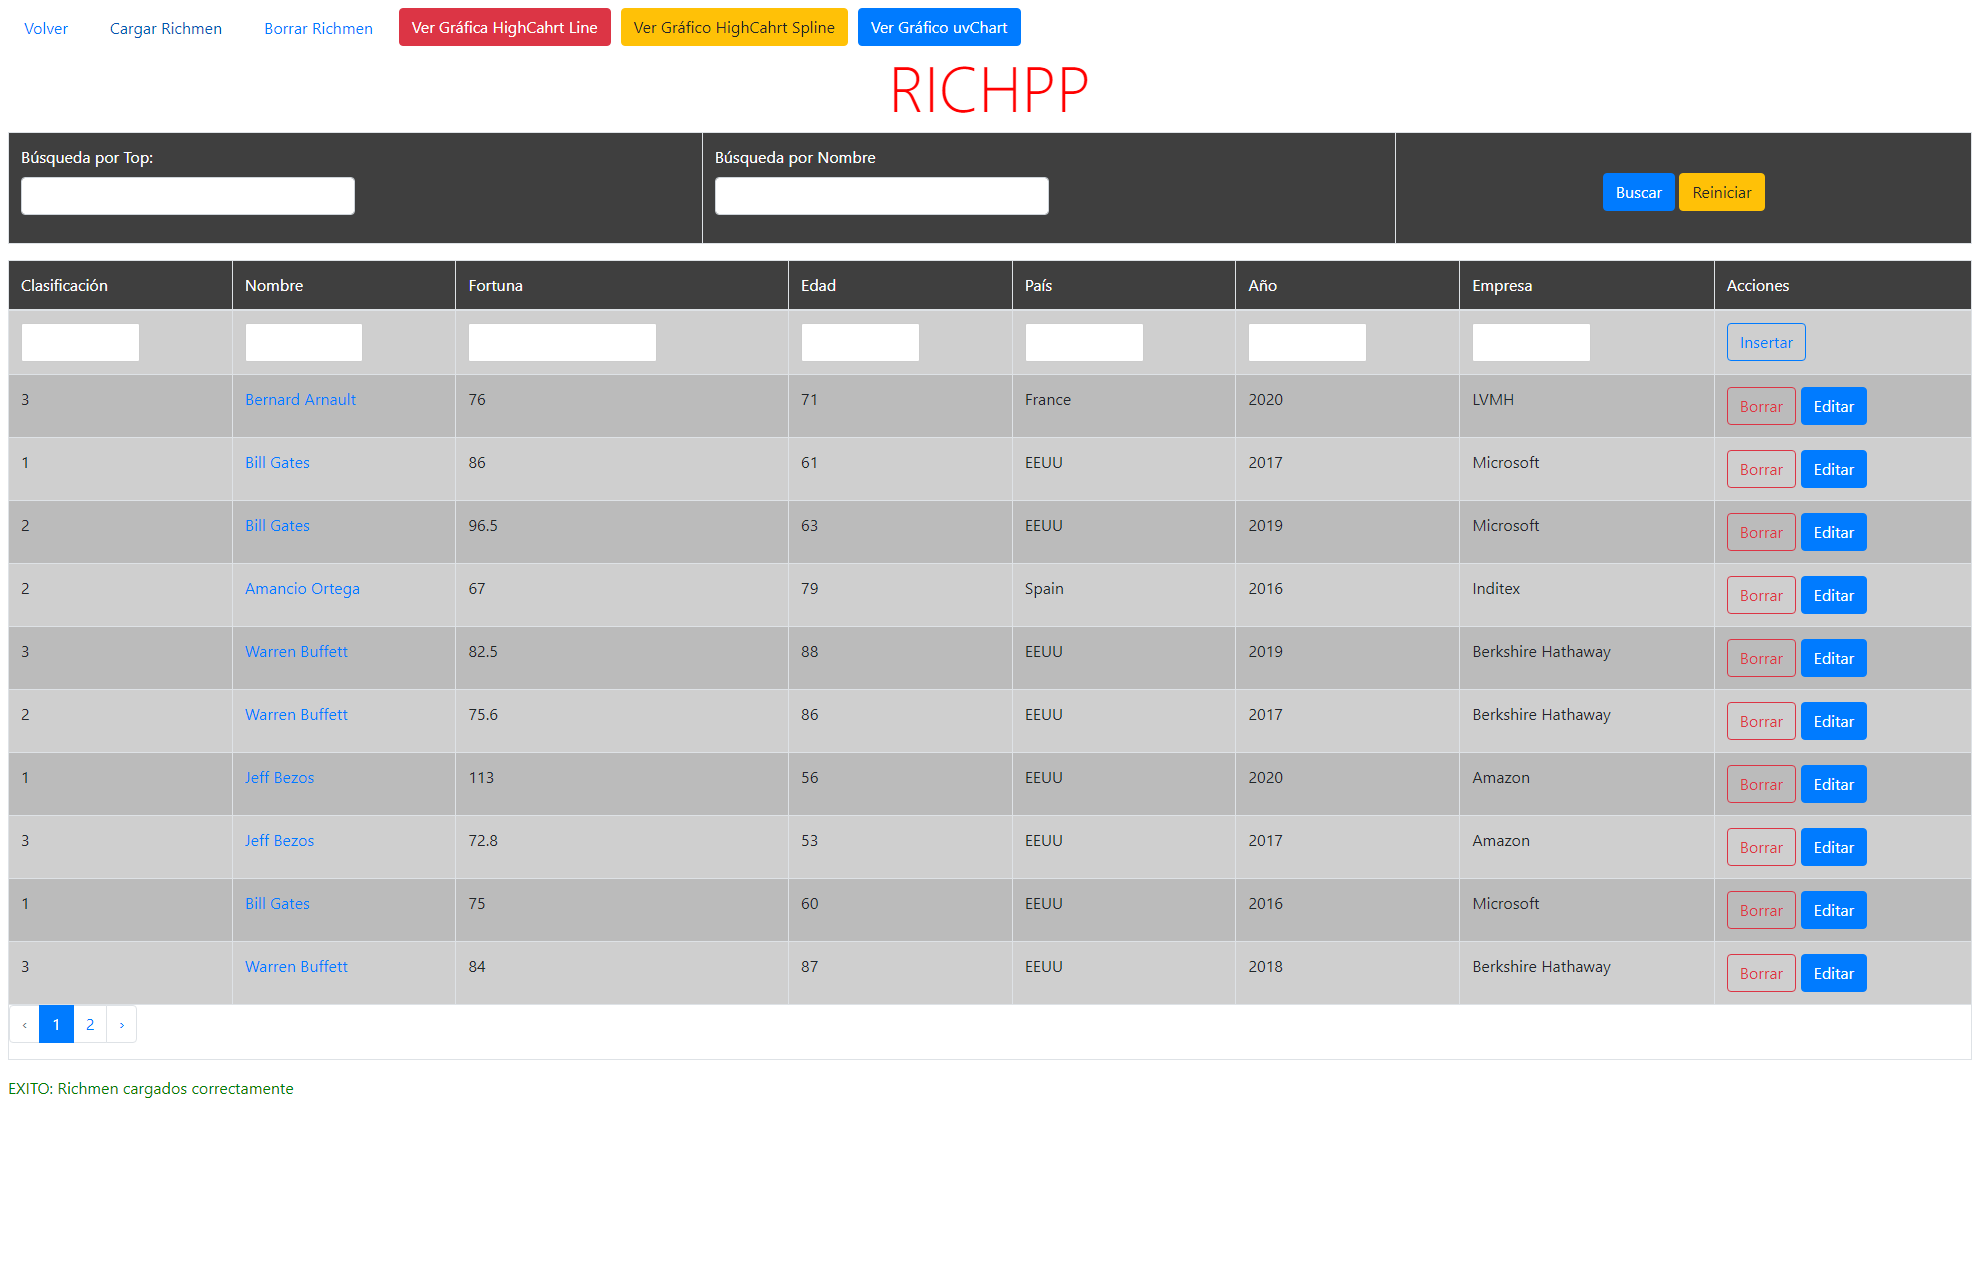 Volver Cargar Richmen Borrar Richmen Ver Gráfica HighCahrt Line Ver Gráfico HighCahrt Spline Ver Gráfico uvChart
RICHPP
Búsqueda por Top: Búsqueda por Nombre
Buscar Reiniciar
Clasificación Nombre Fortuna Edad País Año Empresa Acciones
Insertar
3 Bernard Arnault 76 71 France 2020 LVMH Borrar Editar
1 Bill Gates 86 61 EEUU 2017 Microsoft Borrar Editar
2 Bill Gates 96.5 63 EEUU 2019 Microsoft Borrar Editar
2 Amancio Ortega 67 79 Spain 2016 Inditex Borrar Editar
3 Warren Buffett 82.5 88 EEUU 2019 Berkshire Hathaway Borrar Editar
2 Warren Buffett 75.6 86 EEUU 2017 Berkshire Hathaway Borrar Editar
1 Jeff Bezos 113 56 EEUU 2020 Amazon Borrar Editar
3 Jeff Bezos 72.8 53 EEUU 2017 Amazon Borrar Editar
1 Bill Gates 75 60 EEUU 2016 Microsoft Borrar Editar
3 Warren Buffett 84 87 EEUU 2018 Berkshire Hathaway Borrar Editar
‹ 1 2 ›
EXITO: Richmen cargados correctamente